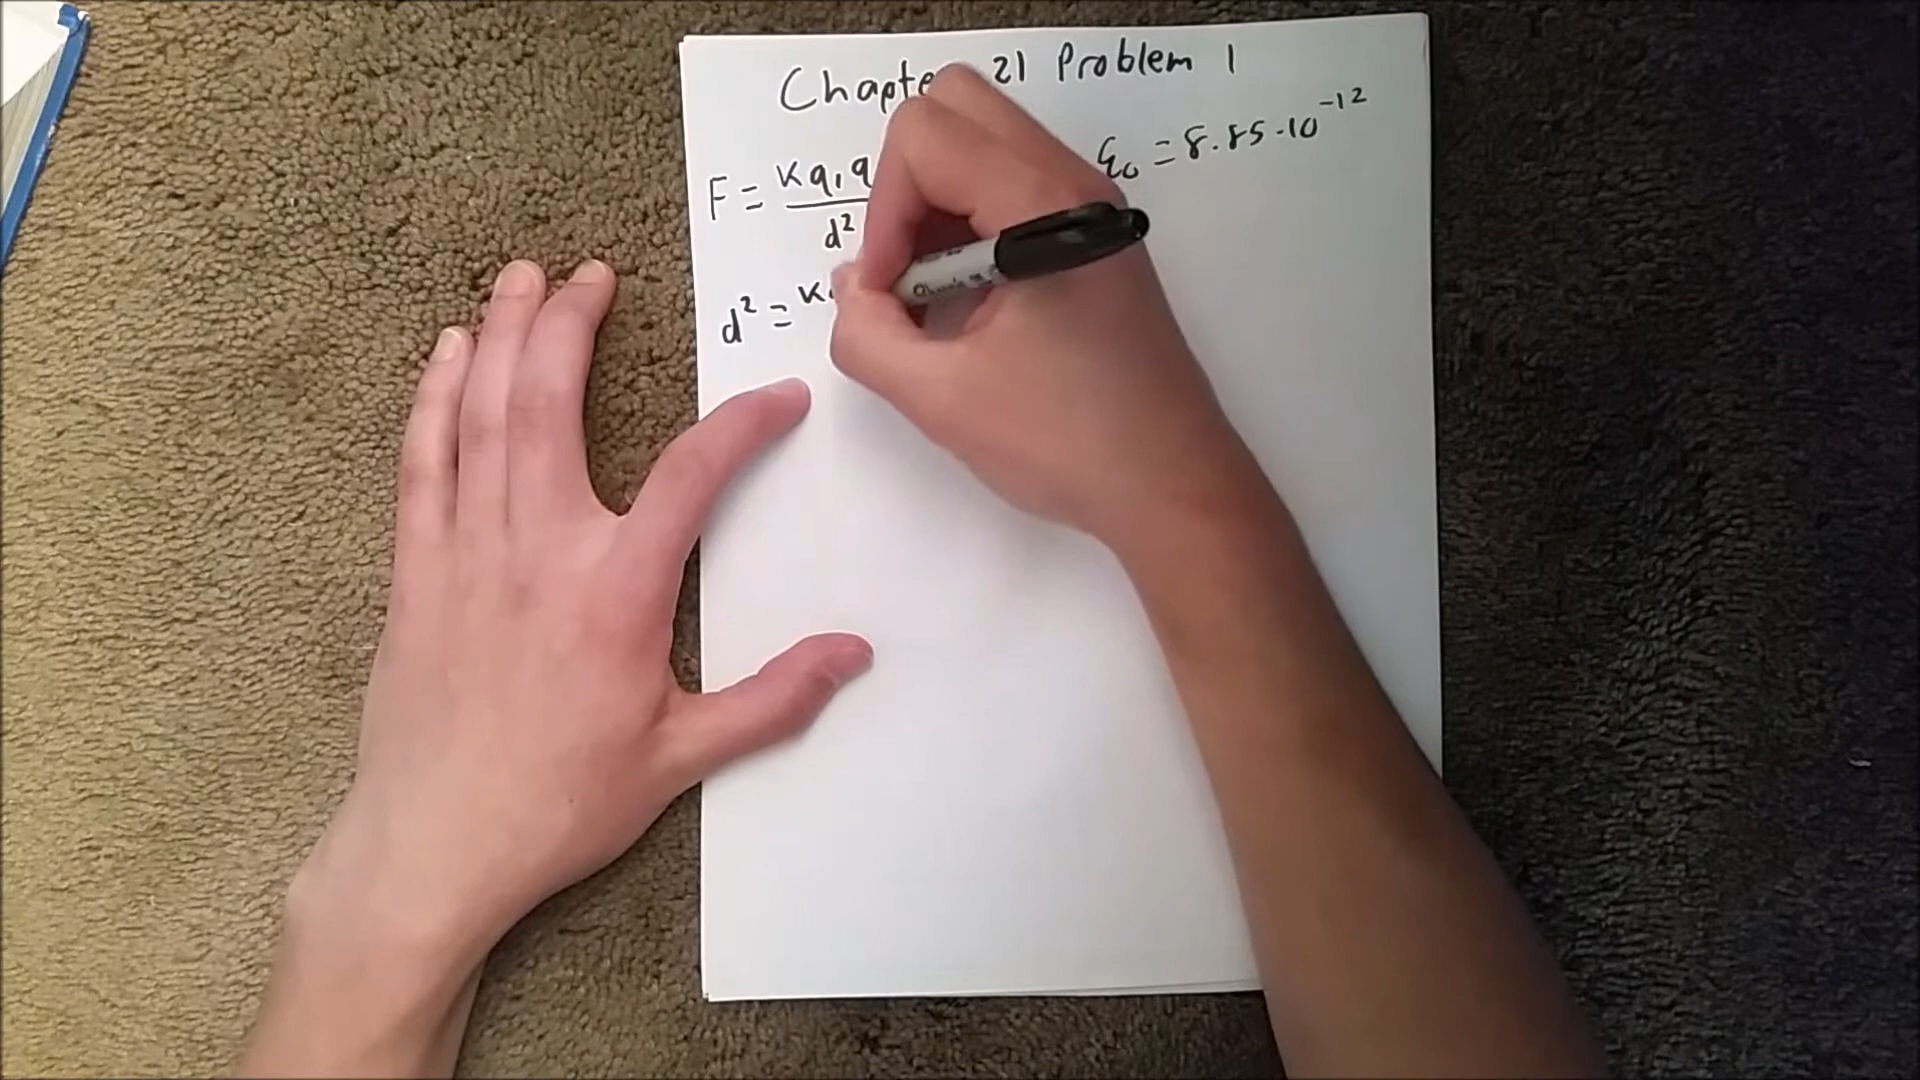 Chapte 21 Problem 1
ε₀ = 8.85·10⁻¹²
F = Kq₁q / d²
d² = K